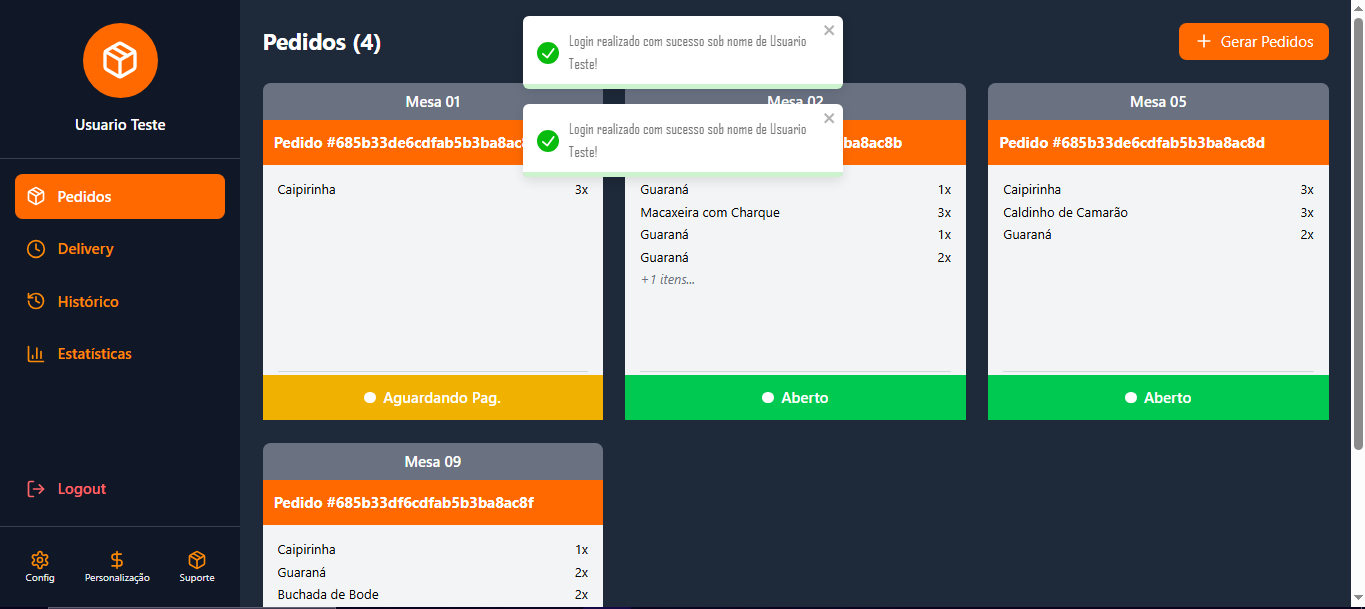 Usuario Teste
Pedidos
Delivery
Histórico
Estatísticas
Logout
Config
Personalização
Suporte
Pedidos (4)
Gerar Pedidos
Login realizado com sucesso sob nome de Usuario
Teste!
Login realizado com sucesso sob nome de Usuario
Teste!
Mesa 01
Pedido #685b33de6cdfab5b3ba8ac8
Caipirinha 3x
Aguardando Pag.
Mesa 02
ba8ac8b
Guaraná 1x
Macaxeira com Charque 3x
Guaraná 1x
Guaraná 2x
+1 itens...
Aberto
Mesa 05
Pedido #685b33de6cdfab5b3ba8ac8d
Caipirinha 3x
Caldinho de Camarão 3x
Guaraná 2x
Aberto
Mesa 09
Pedido #685b33df6cdfab5b3ba8ac8f
Caipirinha 1x
Guaraná 2x
Buchada de Bode 2x